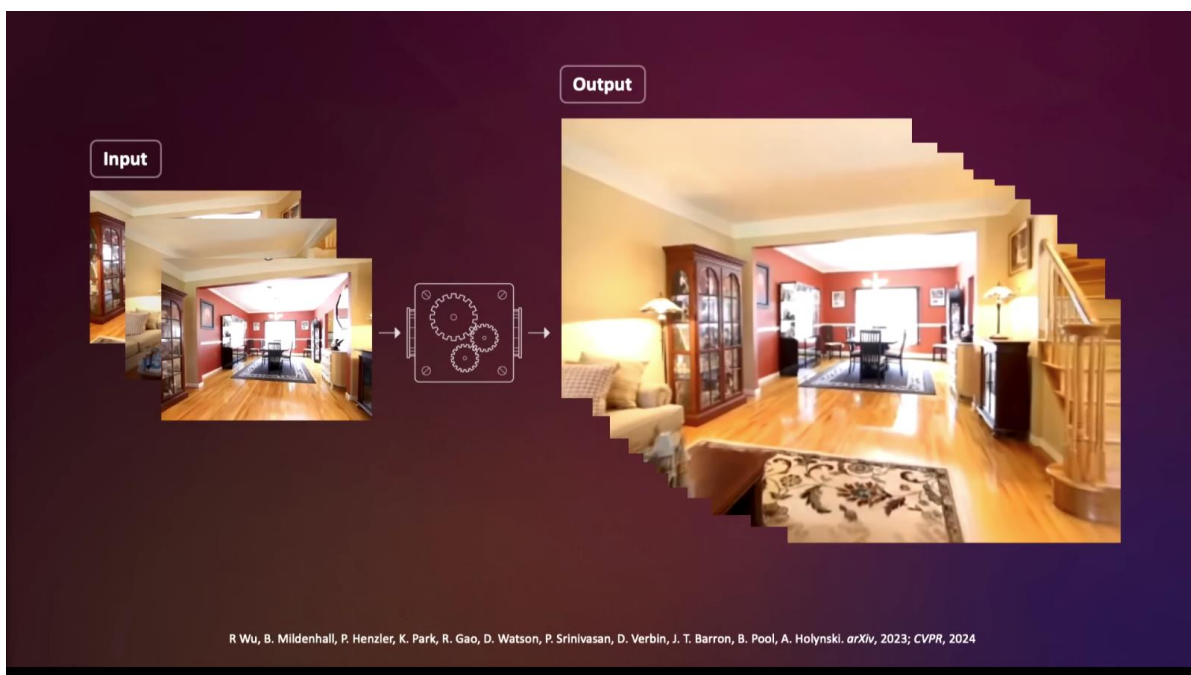 Output
Input
R Wu, B. Mildenhall, P. Henzler, K. Park, R. Gao, D. Watson, P. Srinivasan, D. Verbin, J. T. Barron, B. Pool, A. Holynski. arXiv, 2023; CVPR, 2024